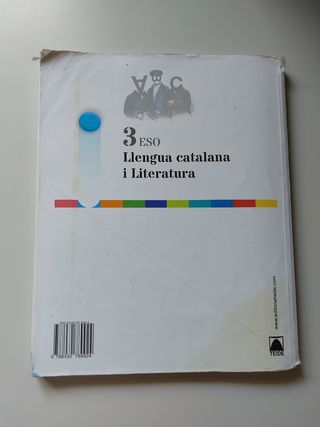 A C
3 ESO
Llengua catalana
i Literatura
www.editorialteide.com
TEIDE